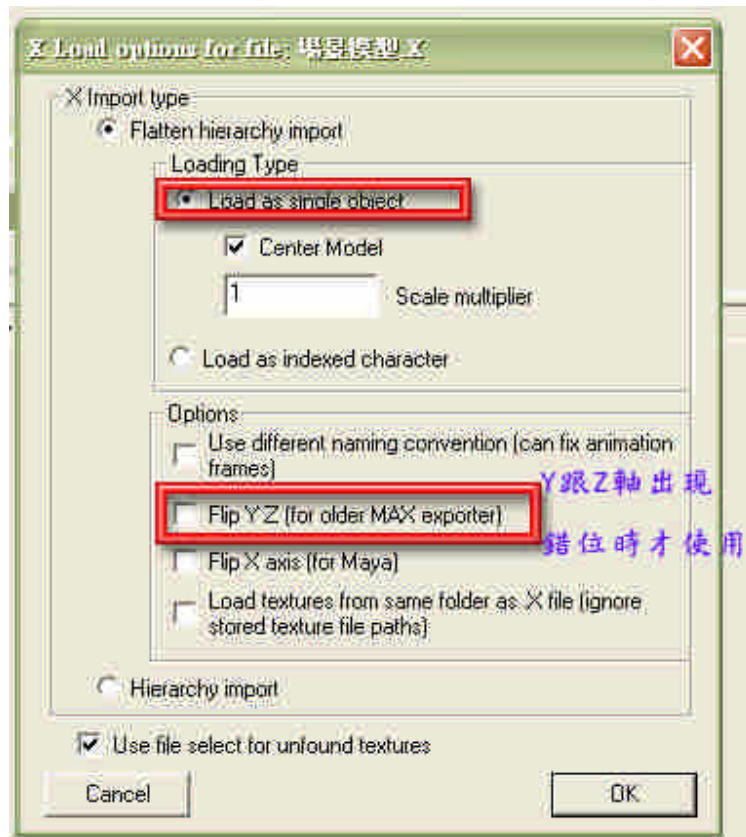 X Load options for file: 場景模型.X
X Import type
Flatten hierarchy import
Loading Type
Load as single object
Center Model
1 Scale multiplier
Load as indexed character
Options
Use different naming convention (can fix animation
frames)
Y跟Z軸出現
Flip YZ (for older MAX exporter)
錯位時才使用
Flip X axis (for Maya)
Load textures from same folder as X file (ignore
stored texture file paths)
Hierarchy import
Use file select for unfound textures
Cancel OK